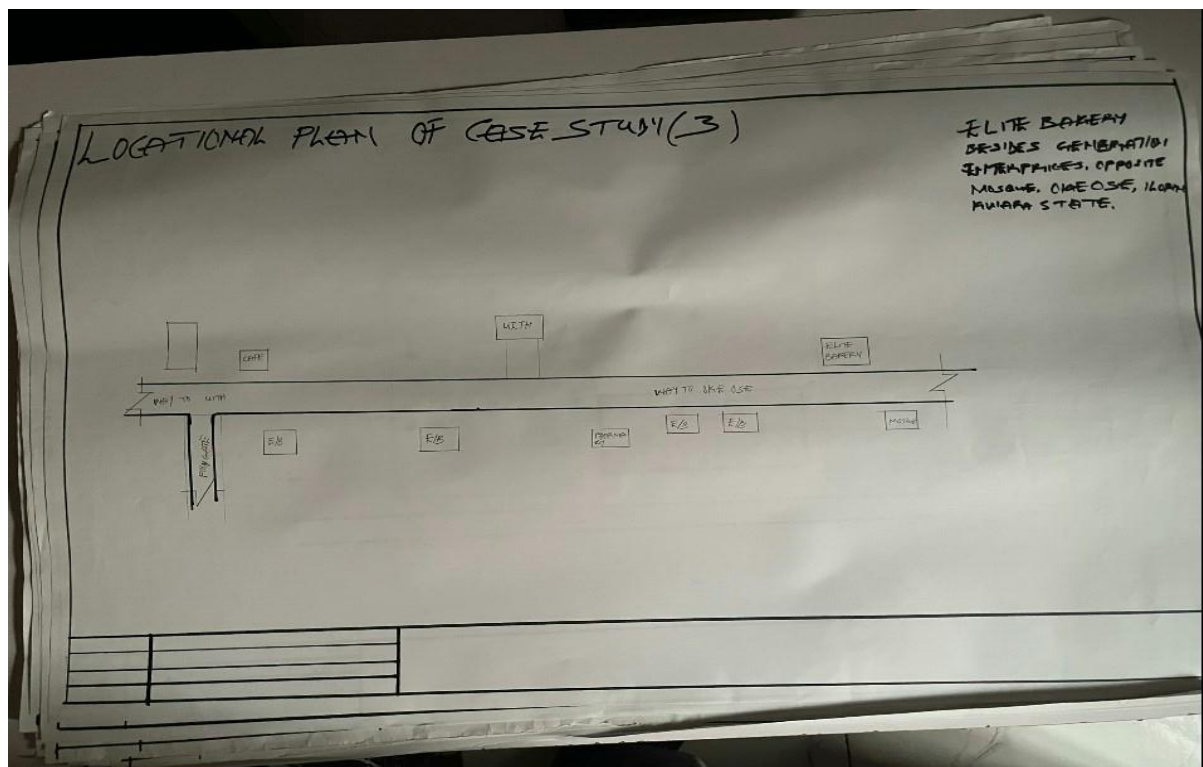 LOCATIONAL PLAN OF CASE STUDY (3)
ELITE BAKERY
BESIDES GENERATION
ENTERPRICES, OPPOSITE
MOSQUE, OKE OSE, ILORIN
KWARA STATE.
UITH
ELITE
BAKERY
CAFE
WAY TO UITH
WAY TO OKE OSE
E/B
E/B
E/B
E/B